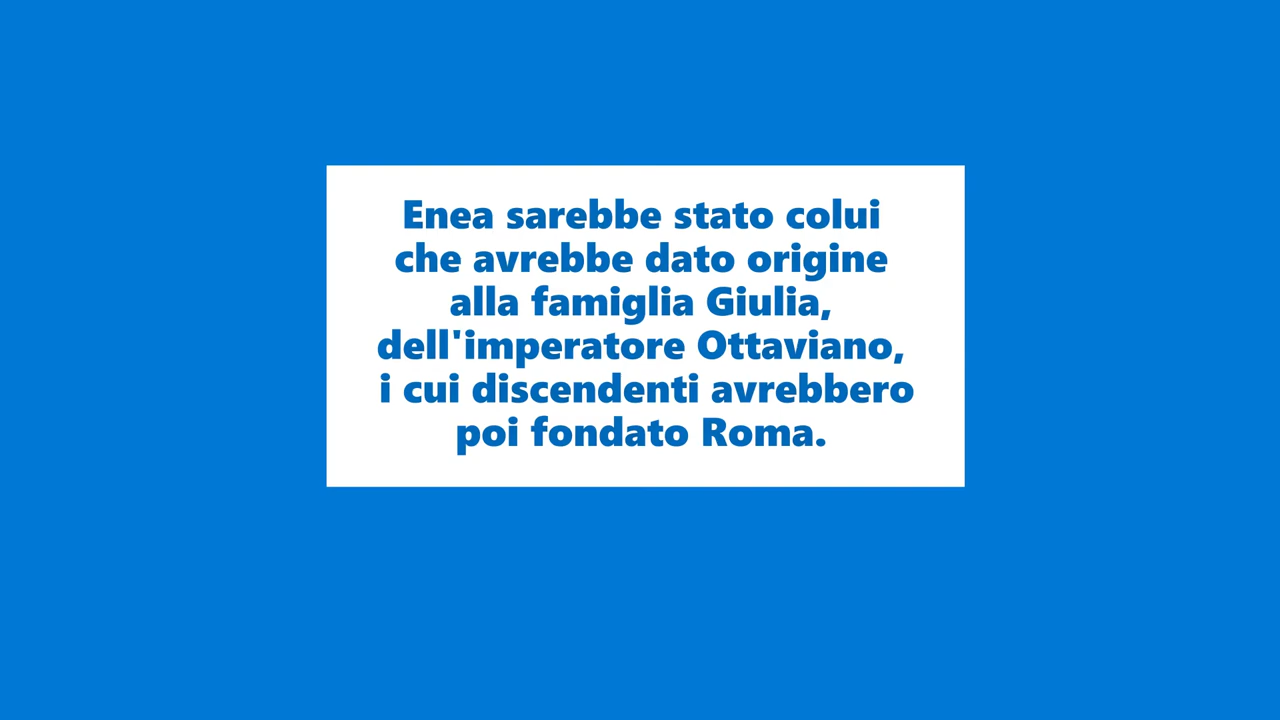 Enea sarebbe stato colui
che avrebbe dato origine
alla famiglia Giulia,
dell'imperatore Ottaviano,
i cui discendenti avrebbero
poi fondato Roma.